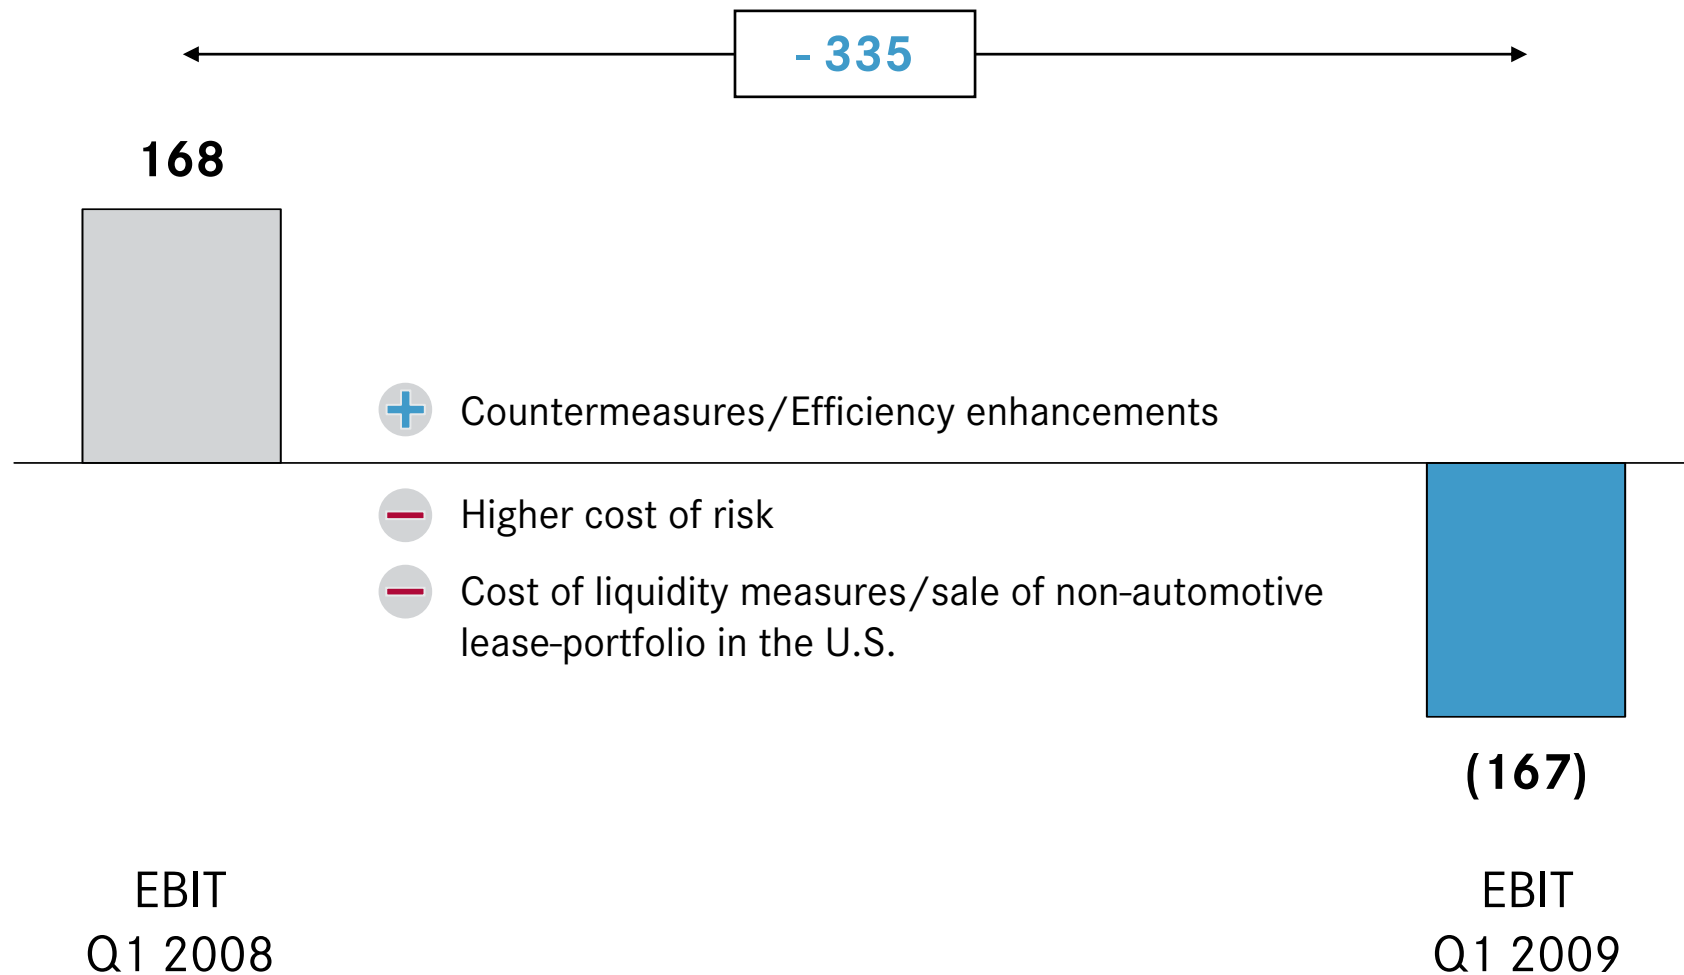 - 335
168
Countermeasures/Efficiency enhancements
Higher cost of risk
Cost of liquidity measures/sale of non-automotive
lease-portfolio in the U.S.
(167)
EBIT
Q1 2008
EBIT
Q1 2009